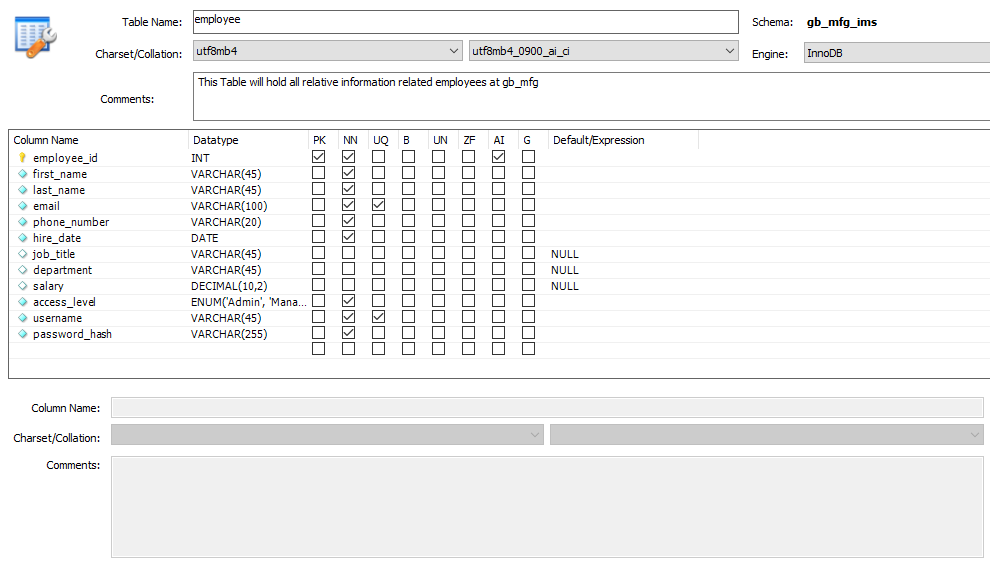 Table Name: employee Schema: gb_mfg_ims
Charset/Collation: utf8mb4 utf8mb4_0900_ai_ci Engine: InnoDB
Comments: This Table will hold all relative information related employees at gb_mfg
Column Name Datatype PK NN UQ B UN ZF AI G Default/Expression
employee_id INT
first_name VARCHAR(45)
last_name VARCHAR(45)
email VARCHAR(100)
phone_number VARCHAR(20)
hire_date DATE
job_title VARCHAR(45) NULL
department VARCHAR(45) NULL
salary DECIMAL(10,2) NULL
access_level ENUM('Admin', 'Mana...
username VARCHAR(45)
password_hash VARCHAR(255)
Column Name:
Charset/Collation:
Comments: